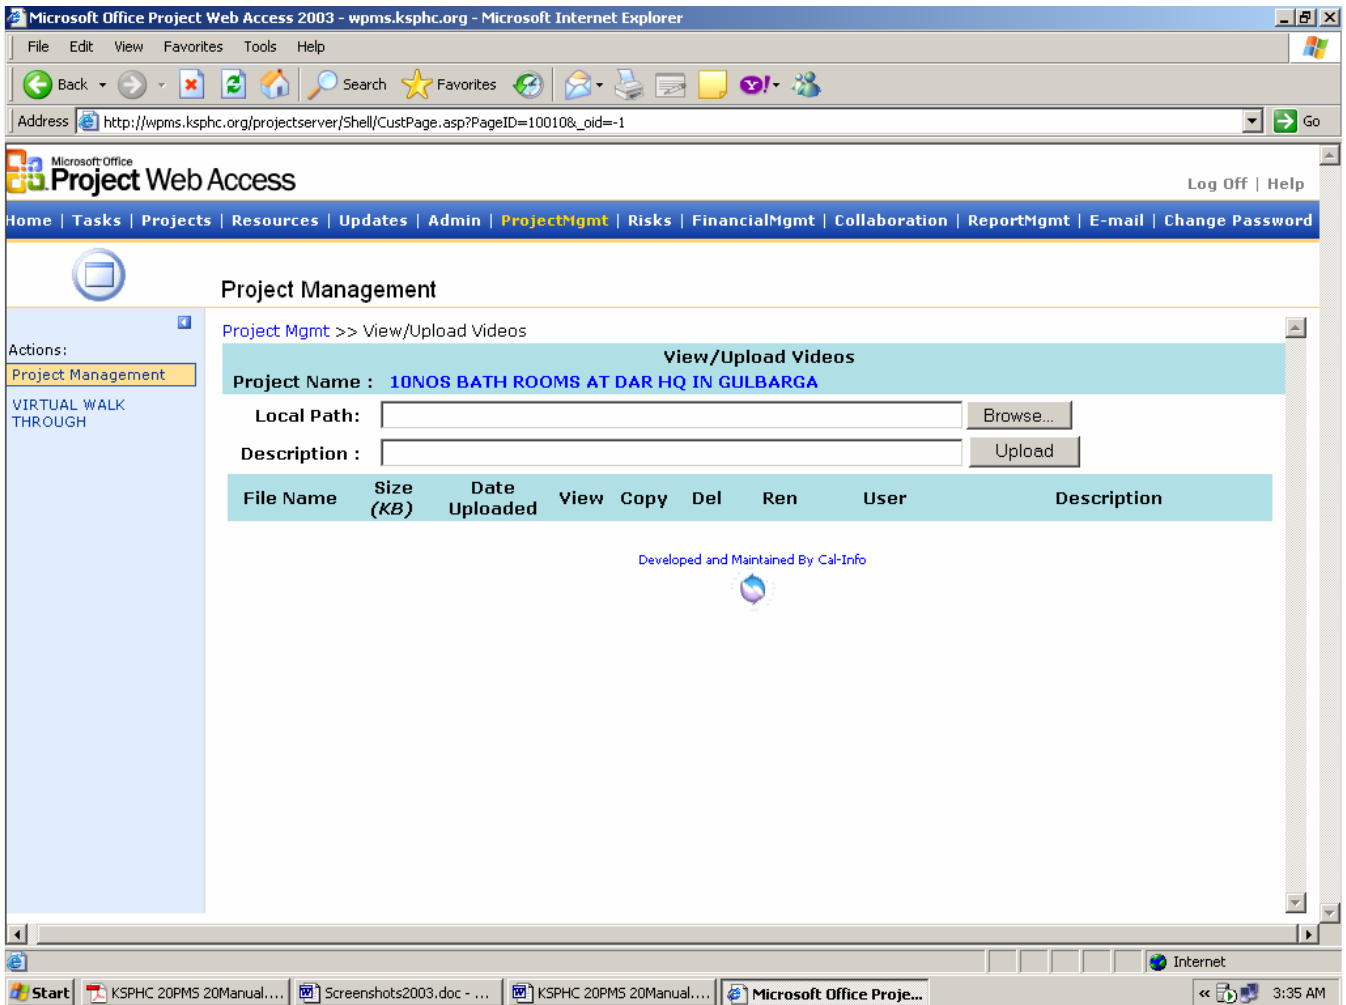 Microsoft Office Project Web Access 2003 - wpms.ksphc.org - Microsoft Internet Explorer
File Edit View Favorites Tools Help
Back Search Favorites
Address http://wpms.ksphc.org/projectserver/Shell/CustPage.asp?PageID=10010&_oid=-1 Go
Microsoft Office
Project Web Access
Log Off | Help
Home | Tasks | Projects | Resources | Updates | Admin | ProjectMgmt | Risks | FinancialMgmt | Collaboration | ReportMgmt | E-mail | Change Password
Project Management
Actions:
Project Management
VIRTUAL WALK
THROUGH
Project Mgmt >> View/Upload Videos
View/Upload Videos
Project Name : 10NOS BATH ROOMS AT DAR HQ IN GULBARGA
Local Path: Browse...
Description : Upload
File Name Size (KB) Date Uploaded View Copy Del Ren User Description
Developed and Maintained By Cal-Info
Internet
Start KSPHC 20PMS 20Manual.... Screenshots2003.doc - ... KSPHC 20PMS 20Manual.... Microsoft Office Proje... « 3:35 AM